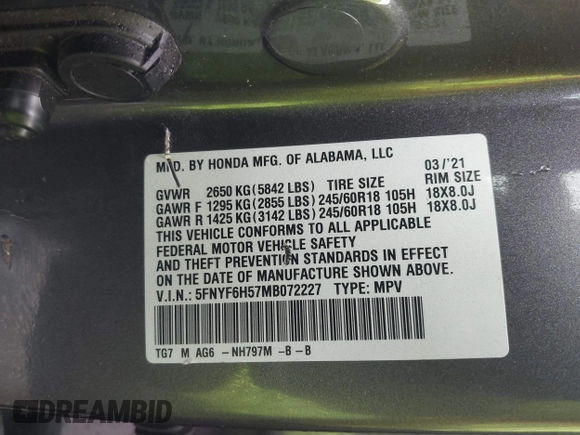 MFD. BY HONDA MFG. OF ALABAMA, LLC 03/'21
GVWR 2650 KG (5842 LBS) TIRE SIZE RIM SIZE
GAWR F 1295 KG (2855 LBS) 245/60R18 105H 18X8.0J
GAWR R 1425 KG (3142 LBS) 245/60R18 105H 18X8.0J
THIS VEHICLE CONFORMS TO ALL APPLICABLE
FEDERAL MOTOR VEHICLE SAFETY
AND THEFT PREVENTION STANDARDS IN EFFECT
ON THE DATE OF MANUFACTURE SHOWN ABOVE.
V.I.N.: 5FNYF6H57MB072227 TYPE: MPV
TG7 M AG6 -NH797M -B -B
DREAMBID